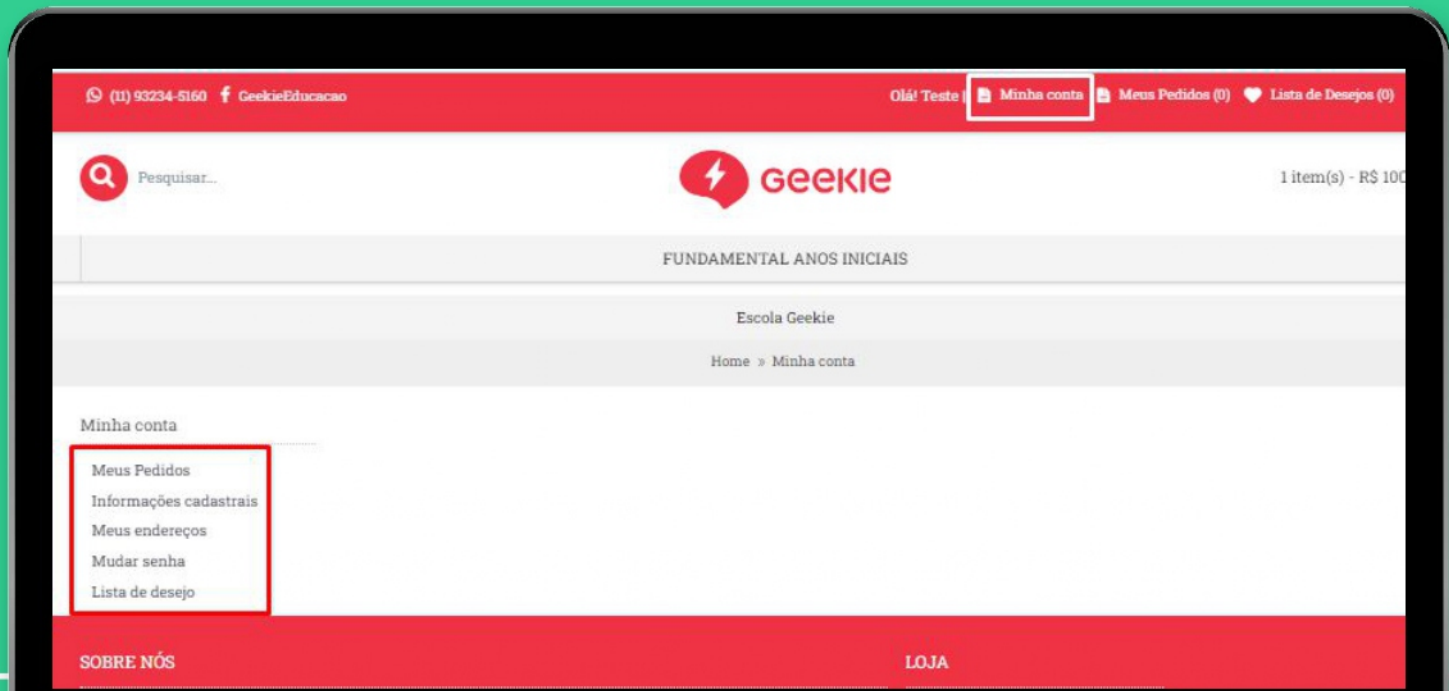 (11) 93234-5160 GeekieEducacao
Olá! Teste | Minha conta Meus Pedidos (0) Lista de Desejos (0)
Pesquisar...
Geekie
1 item(s) - R$ 100
FUNDAMENTAL ANOS INICIAIS
Escola Geekie
Home » Minha conta
Minha conta
Meus Pedidos
Informações cadastrais
Meus endereços
Mudar senha
Lista de desejo
SOBRE NÓS
LOJA